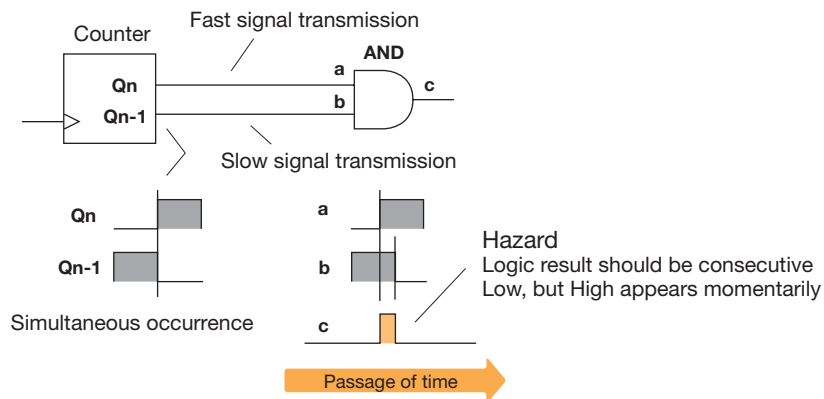 Fast signal transmission
Counter
AND
a
Qn
c
b
Qn-1
Slow signal transmission
Qn
a
Hazard
Qn-1
b
Logic result should be consecutive
Low, but High appears momentarily
Simultaneous occurrence
c
Passage of time